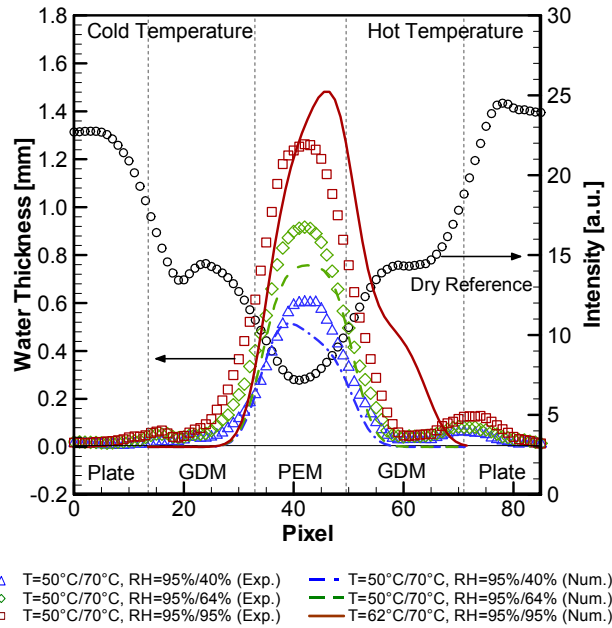 1.8
1.6
1.4
1.2
1.0
0.8
0.6
0.4
0.2
0.0
-0.2
Water Thickness [mm]
Cold Temperature
Hot Temperature
30
25
20
15
10
5
0
Intensity [a.u.]
Dry Reference
Plate
GDM
PEM
GDM
Plate
0
20
40
60
80
Pixel
T=50°C/70°C, RH=95%/40% (Exp.)
T=50°C/70°C, RH=95%/64% (Exp.)
T=50°C/70°C, RH=95%/95% (Exp.)
T=50°C/70°C, RH=95%/40% (Num.)
T=50°C/70°C, RH=95%/64% (Num.)
T=62°C/70°C, RH=95%/95% (Num.)